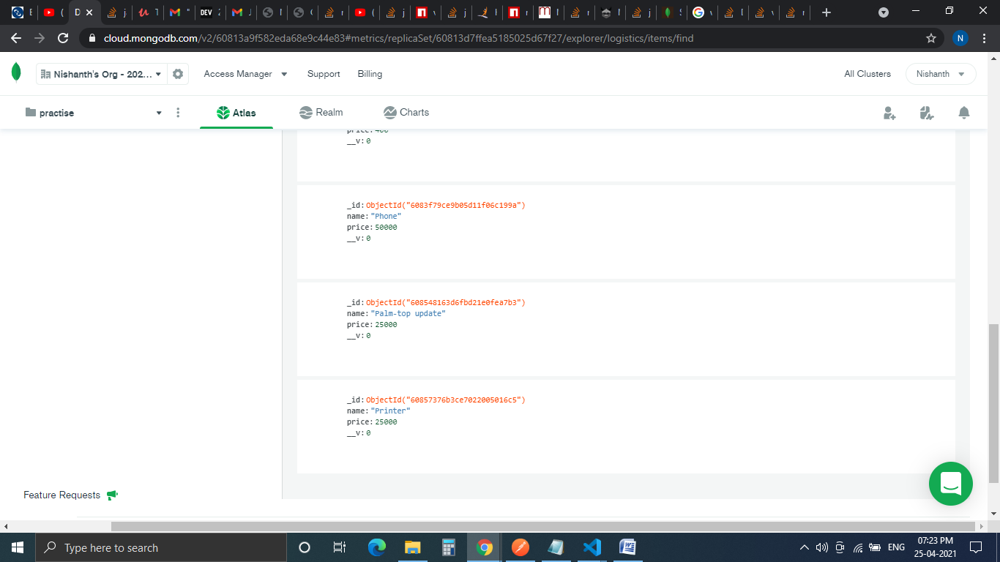 cloud.mongodb.com/v2/60813a9f582eda68e9c44e83#metrics/replicaSet/60813d7ffea5185025d67f27/explorer/logistics/items/find
N
Nishanth's Org - 202...
Access Manager
Support
Billing
All Clusters
Nishanth
practise
Atlas
Realm
Charts
price: 400
__v: 0
_id: ObjectId("6083f79ce9b05d11f06c199a")
name: "Phone"
price: 50000
__v: 0
_id: ObjectId("608548163d6fbd21e0fea7b3")
name: "Palm-top update"
price: 25000
__v: 0
_id: ObjectId("60857376b3ce7022005016c5")
name: "Printer"
price: 25000
__v: 0
Feature Requests
Type here to search
ENG
07:23 PM
25-04-2021